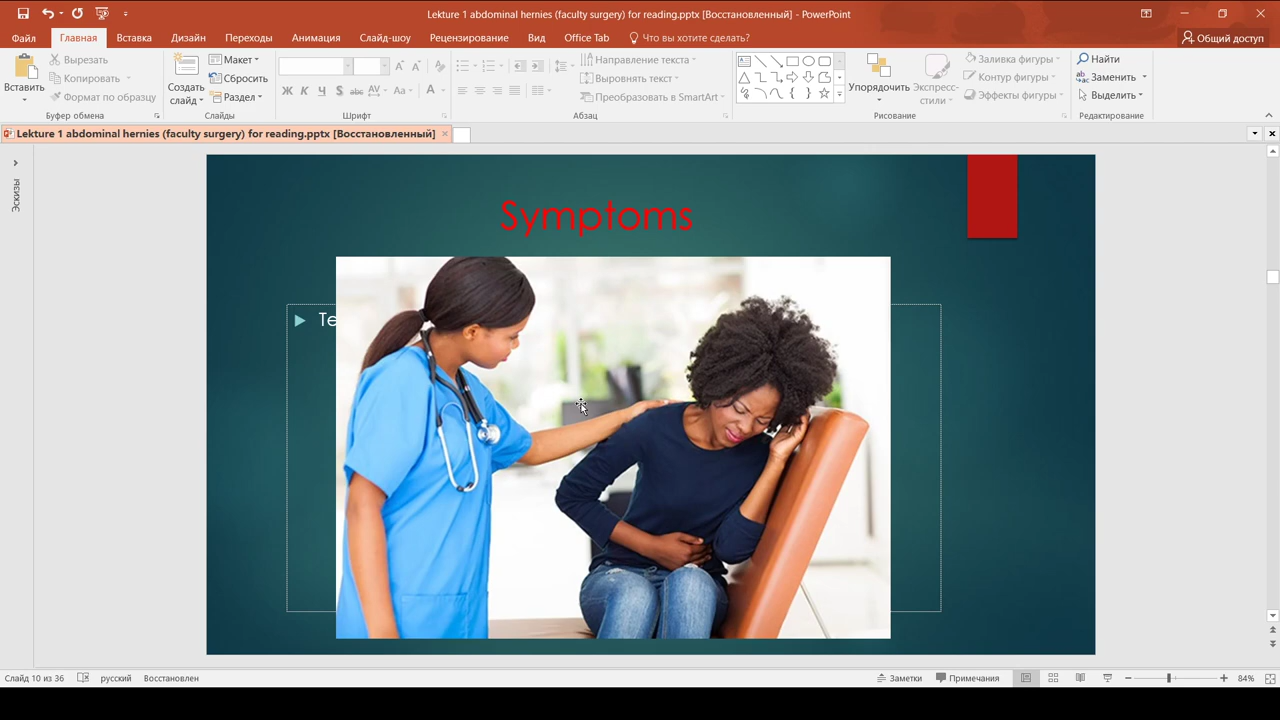 Lekture 1 abdominal hernies (faculty surgery) for reading.pptx [Восстановленный] - PowerPoint
Файл Главная Вставка Дизайн Переходы Анимация Слайд-шоу Рецензирование Вид Office Tab Что вы хотите сделать? Общий доступ
Вставить
Вырезать
Копировать
Формат по образцу
Буфер обмена
Создать слайд
Макет
Сбросить
Раздел
Слайды
Ж К Ч S abc AV Aa A
Шрифт
Направление текста
Выровнять текст
Преобразовать в SmartArt
Абзац
Упорядочить
Экспресс-стили
Заливка фигуры
Контур фигуры
Эффекты фигуры
Рисование
Найти
Заменить
Выделить
Редактирование
Lekture 1 abdominal hernies (faculty surgery) for reading.pptx [Восстановленный]
Эскизы
Symptoms
Те
Слайд 10 из 36 русский Восстановлен Заметки Примечания 84%